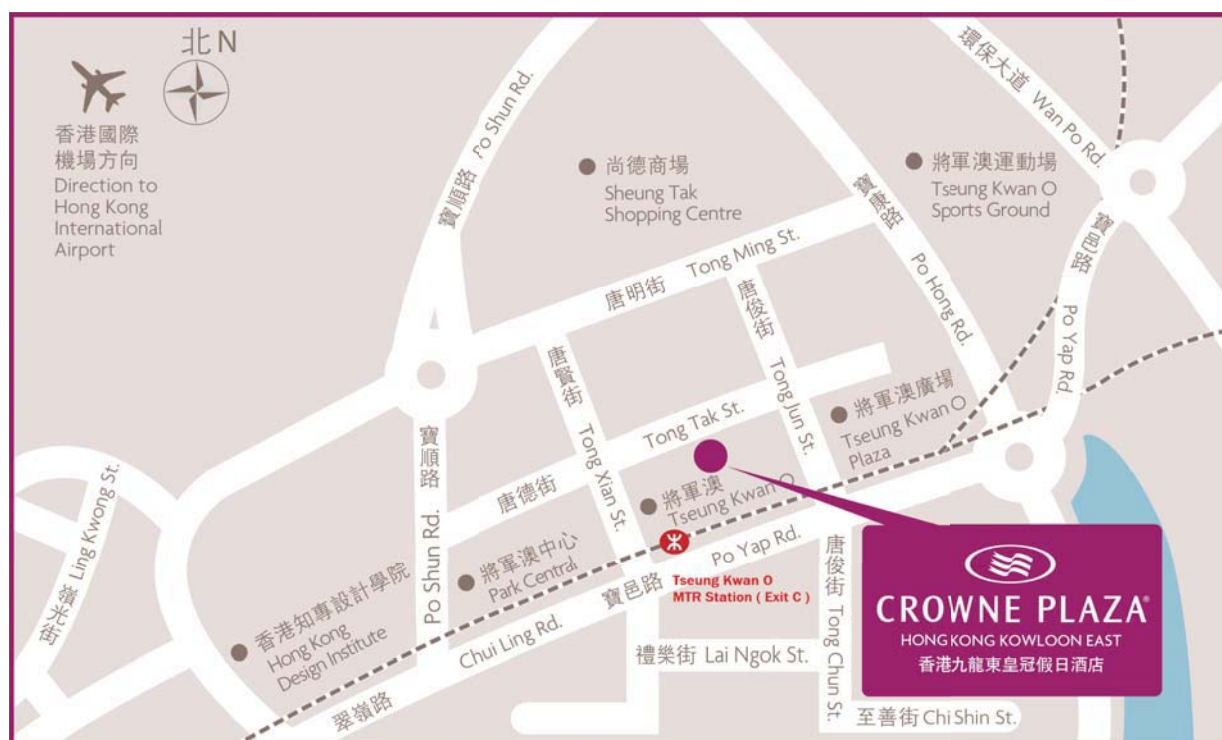 北 N
香港國際
機場方向
Direction to
Hong Kong
International
Airport
寶順路 Po Shun Rd.
尚德商場
Sheung Tak
Shopping Centre
環保大道 Wan Po Rd.
將軍澳運動場
Tseung Kwan O
Sports Ground
寶康路 Po Hong Rd.
寶邑路 Po Yap Rd.
唐明街 Tong Ming St.
唐俊街 Tong Jun St.
唐賢街 Tong Xian St.
唐德街 Tong Tak St.
將軍澳廣場
Tseung Kwan O
Plaza
將軍澳
Tseung Kwan O
寶順路 Po Shun Rd.
嶺光街 Ling Kwong St.
香港知專設計學院
Hong Kong
Design Institute
將軍澳中心
Park Central
Tseung Kwan O
MTR Station ( Exit C )
寶邑路 Po Yap Rd.
翠嶺路 Chui Ling Rd.
禮樂街 Lai Ngok St.
唐俊街 Tong Chun St.
至善街 Chi Shin St.
CROWNE PLAZA®
HONG KONG KOWLOON EAST
香港九龍東皇冠假日酒店